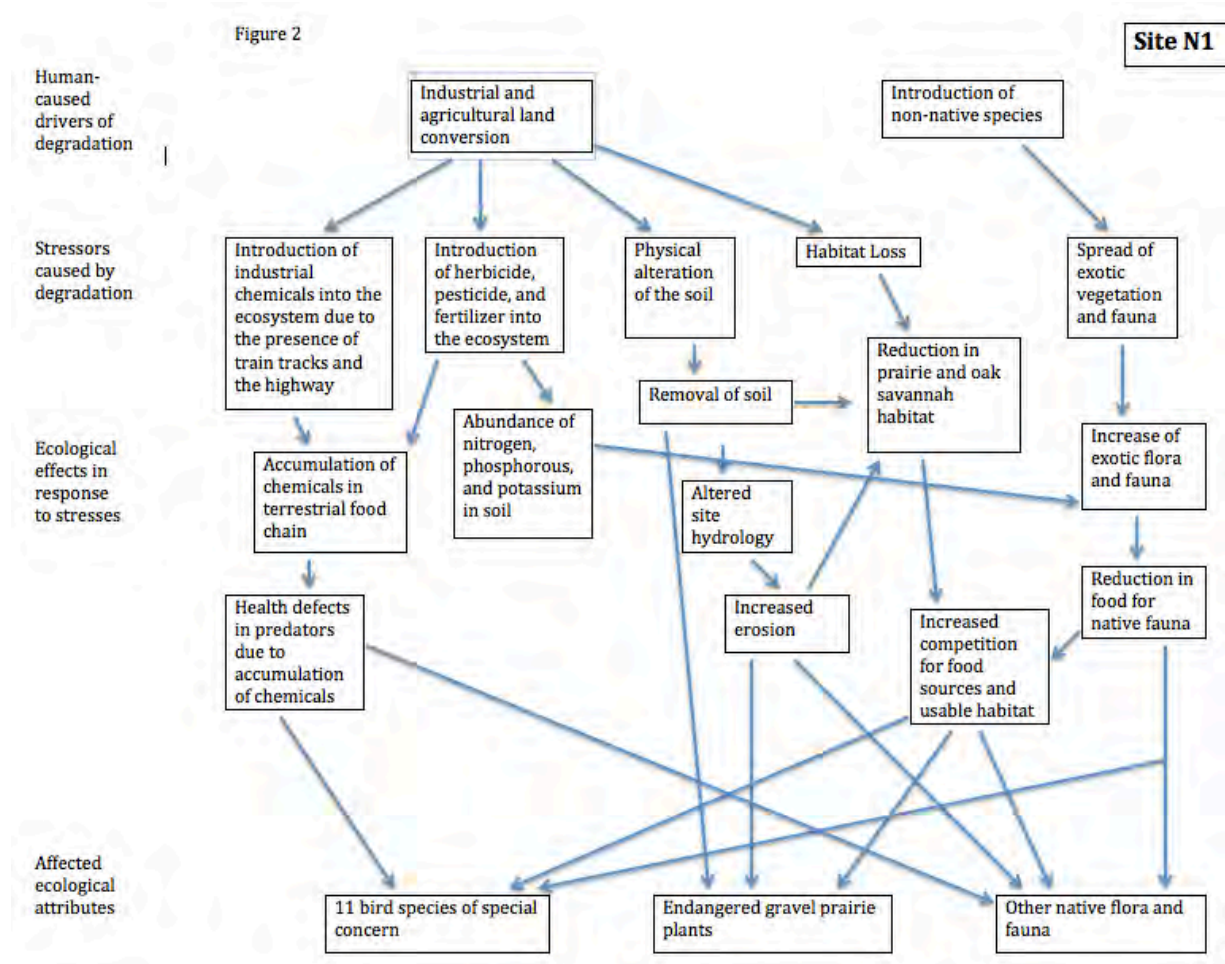 Figure 2
Site N1
Human-
caused
drivers of
degradation
Industrial and
agricultural land
conversion
Introduction of
non-native species
Stressors
caused by
degradation
Introduction of
industrial
chemicals into the
ecosystem due to
the presence of
train tracks and
the highway
Introduction
of herbicide,
pesticide, and
fertilizer into
the ecosystem
Physical
alteration
of the soil
Habitat Loss
Spread of
exotic
vegetation
and fauna
Reduction in
prairie and oak
savannah
habitat
Removal of soil
Ecological
effects in
response
to stresses
Accumulation of
chemicals in
terrestrial food
chain
Abundance of
nitrogen,
phosphorous,
and potassium
in soil
Altered
site
hydrology
Increase of
exotic flora
and fauna
Health defects
in predators
due to
accumulation
of chemicals
Increased
erosion
Increased
competition
for food
sources and
usable habitat
Reduction in
food for
native fauna
Affected
ecological
attributes
11 bird species of special
concern
Endangered gravel prairie
plants
Other native flora and
fauna